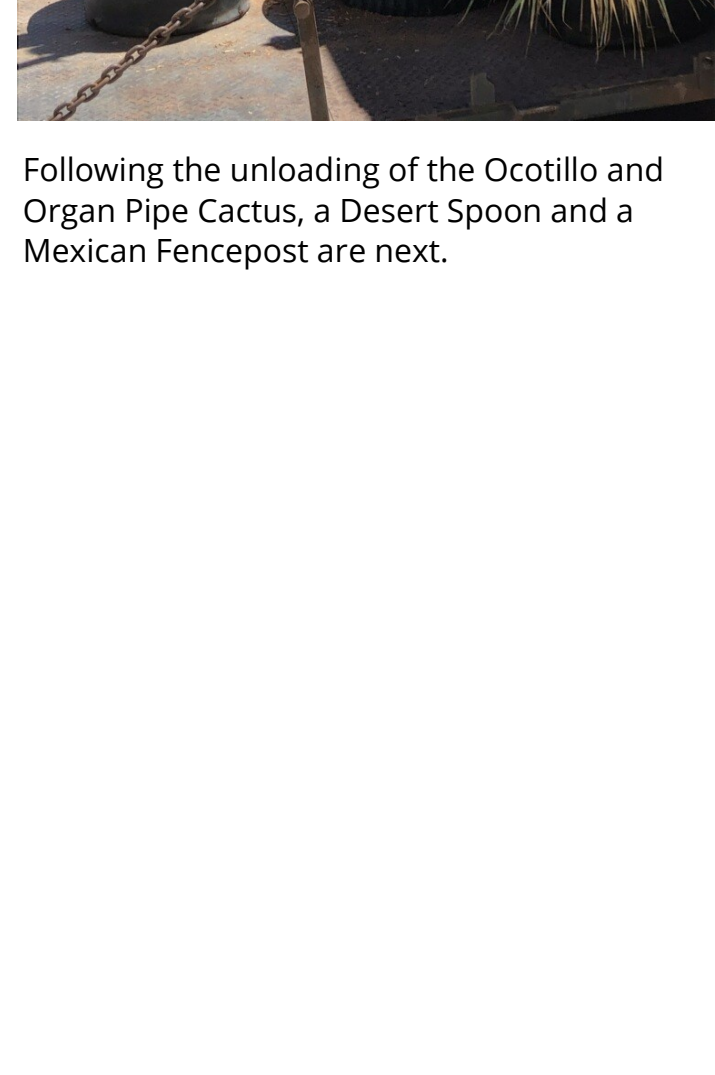 Following the unloading of the Ocotillo and
Organ Pipe Cactus, a Desert Spoon and a
Mexican Fencepost are next.